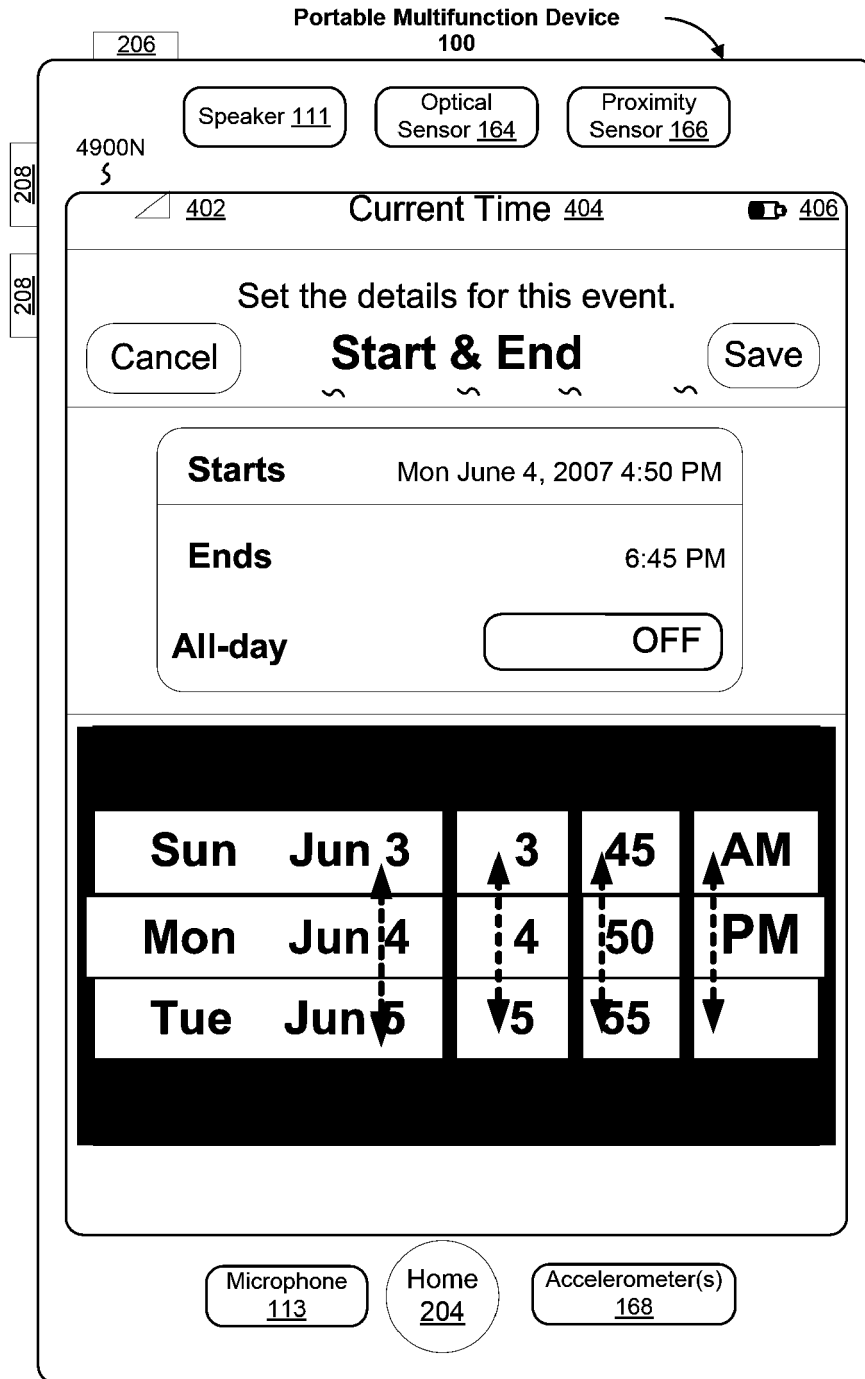 Portable Multifunction Device
100
206
Speaker 111
Optical
Sensor 164
Proximity
Sensor 166
4900N
208
208
402
Current Time 404
406
Set the details for this event.
Cancel
Start & End
Save
Starts
Mon June 4, 2007 4:50 PM
Ends
6:45 PM
All-day
OFF
Sun Jun 3 3 45 AM
Mon Jun 4 4 50 PM
Tue Jun 5 5 55
Microphone
113
Home
204
Accelerometer(s)
168